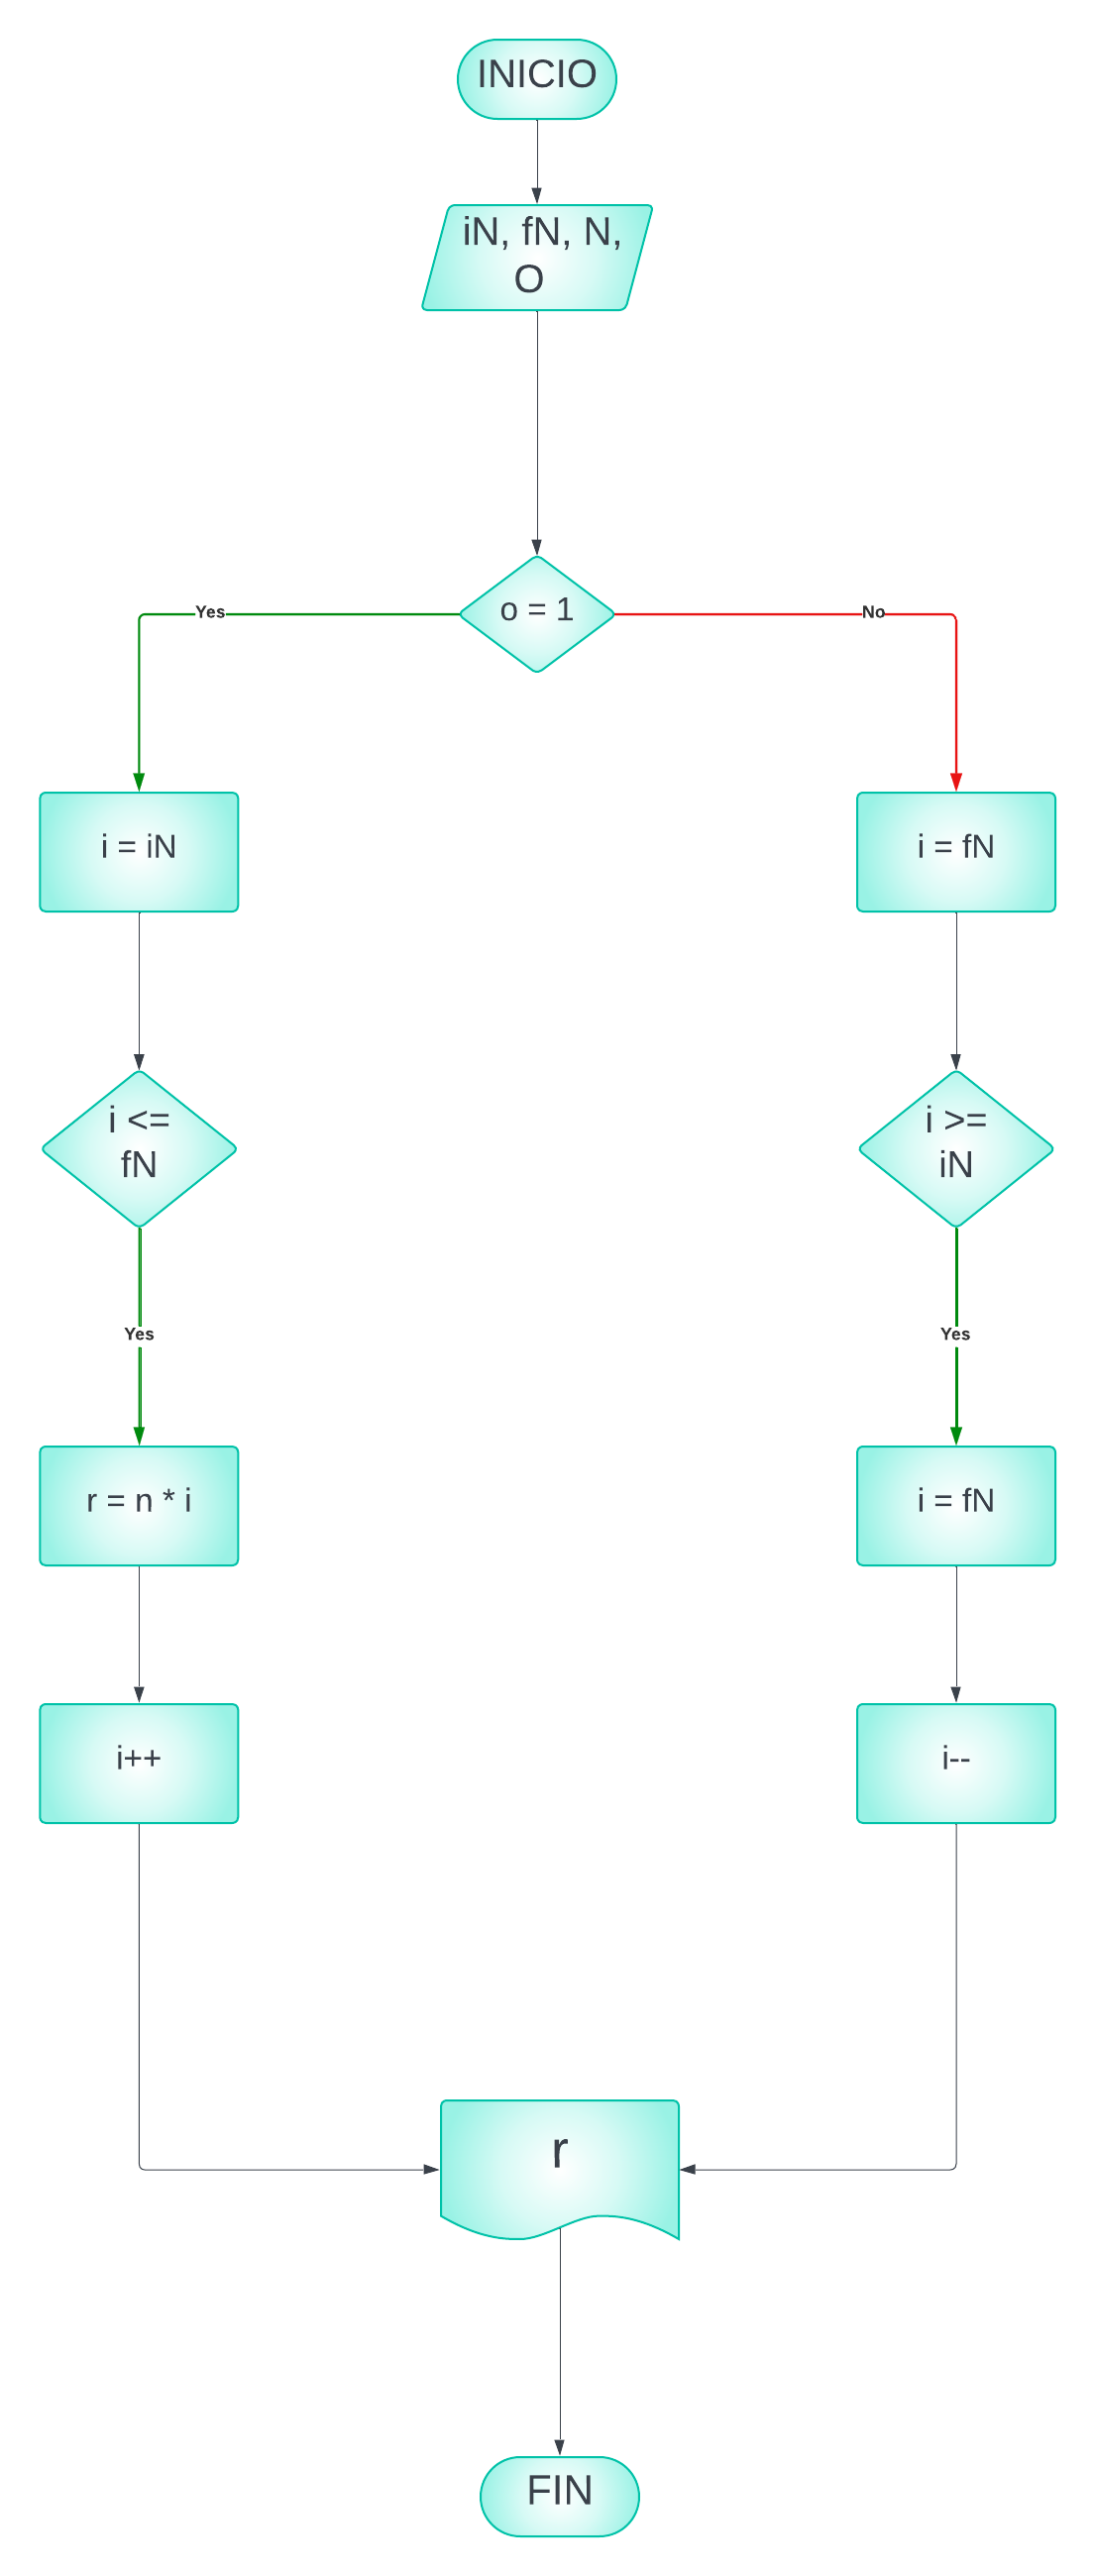 INICIO
iN, fN, N,
O
o = 1
Yes
No
i = iN
i = fN
i <=
fN
i >=
iN
Yes
Yes
r = n * i
i = fN
i++
i--
r
FIN